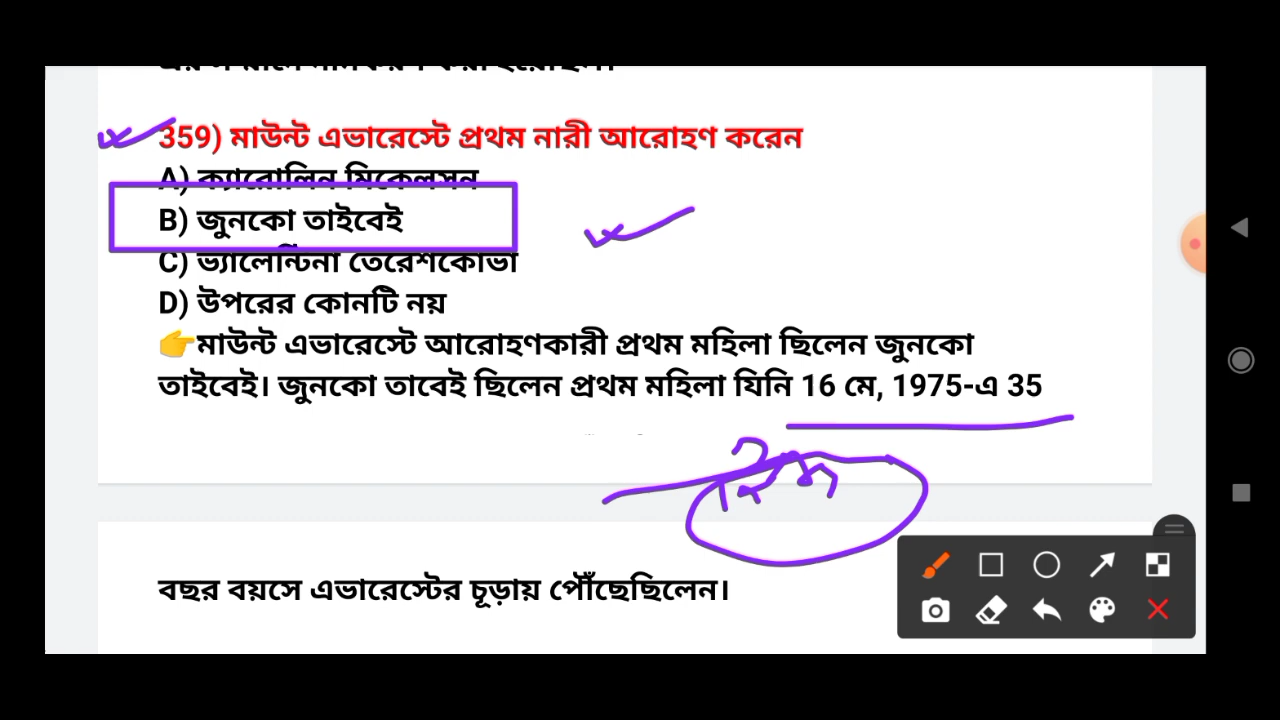 359) মাউন্ট এভারেস্টে প্রথম নারী আরোহণ করেন
A) ক্যারোলিন মিকেলসন
B) জুনকো তাইবেই
C) ভ্যালেন্টিনা তেরেশকোভা
D) উপরের কোনটি নয়
👉মাউন্ট এভারেস্টে আরোহণকারী প্রথম মহিলা ছিলেন জুনকো
তাইবেই। জুনকো তাবেই ছিলেন প্রথম মহিলা যিনি 16 মে, 1975-এ 35
বছর বয়সে এভারেস্টের চূড়ায় পৌঁছেছিলেন।